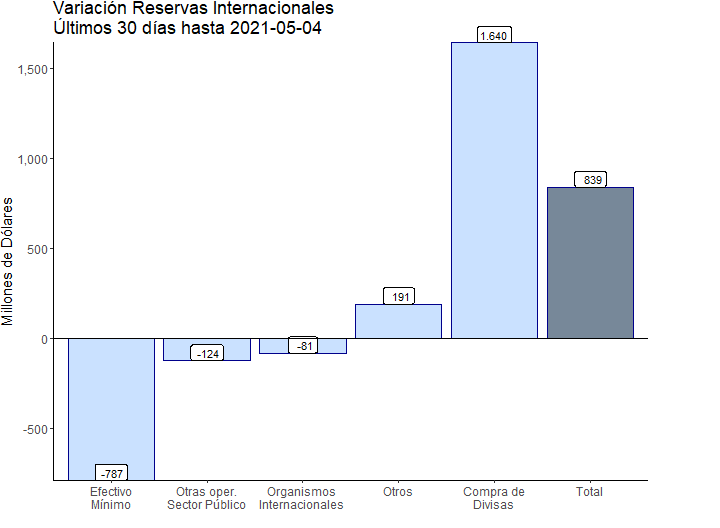 Variación Reservas Internacionales
Últimos 30 días hasta 2021-05-04
Millones de Dólares
1,500
1,000
500
0
-500
-787
-124
-81
191
1.640
839
Efectivo
Mínimo
Otras oper.
Sector Público
Organismos
Internacionales
Otros
Compra de
Divisas
Total